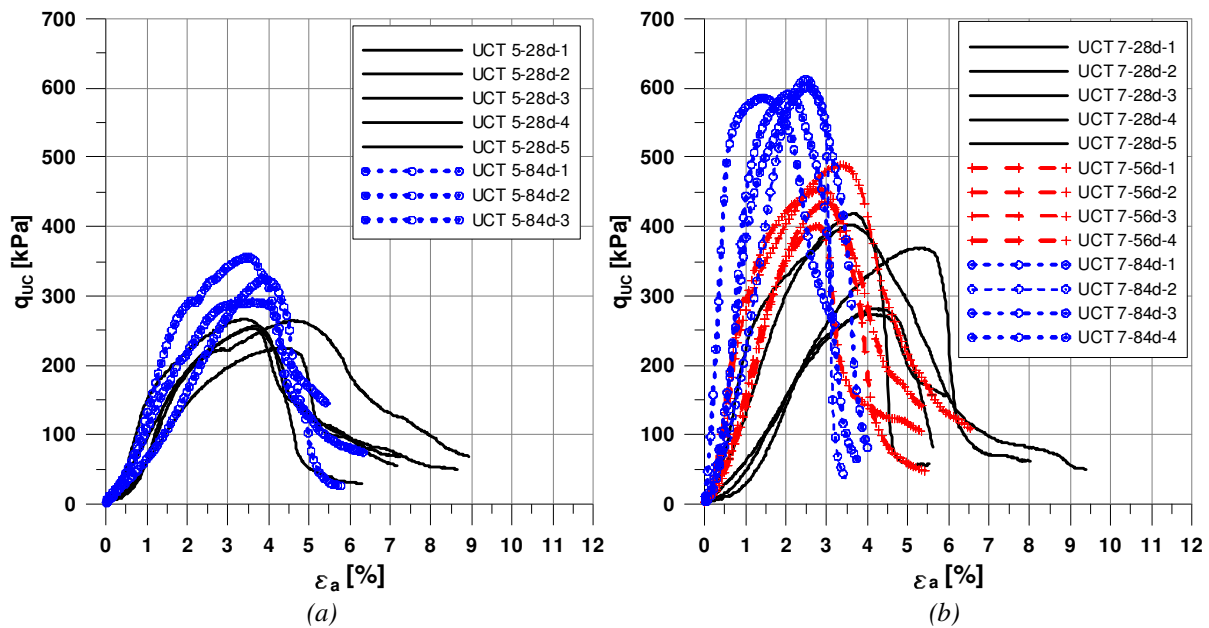 700
600
500
400
300
200
100
0
q UC [kPa]
0 1 2 3 4 5 6 7 8 9 10 11 12
ε a [%]
UCT 5-28d-1
UCT 5-28d-2
UCT 5-28d-3
UCT 5-28d-4
UCT 5-28d-5
UCT 5-84d-1
UCT 5-84d-2
UCT 5-84d-3
(a)
700
600
500
400
300
200
100
0
q UC [kPa]
0 1 2 3 4 5 6 7 8 9 10 11 12
ε a [%]
UCT 7-28d-1
UCT 7-28d-2
UCT 7-28d-3
UCT 7-28d-4
UCT 7-28d-5
UCT 7-56d-1
UCT 7-56d-2
UCT 7-56d-3
UCT 7-56d-4
UCT 7-84d-1
UCT 7-84d-2
UCT 7-84d-3
UCT 7-84d-4
(b)